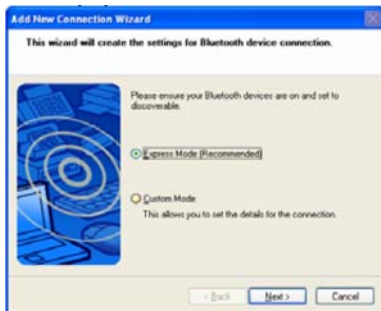 Add New Connection Wizard
This wizard will create the settings for Bluetooth device connection.
Please ensure your Bluetooth devices are on and set to
discoverable.
Express Mode (Recommended)
Custom Mode
This allows you to set the details for the connection.
< Back
Next >
Cancel